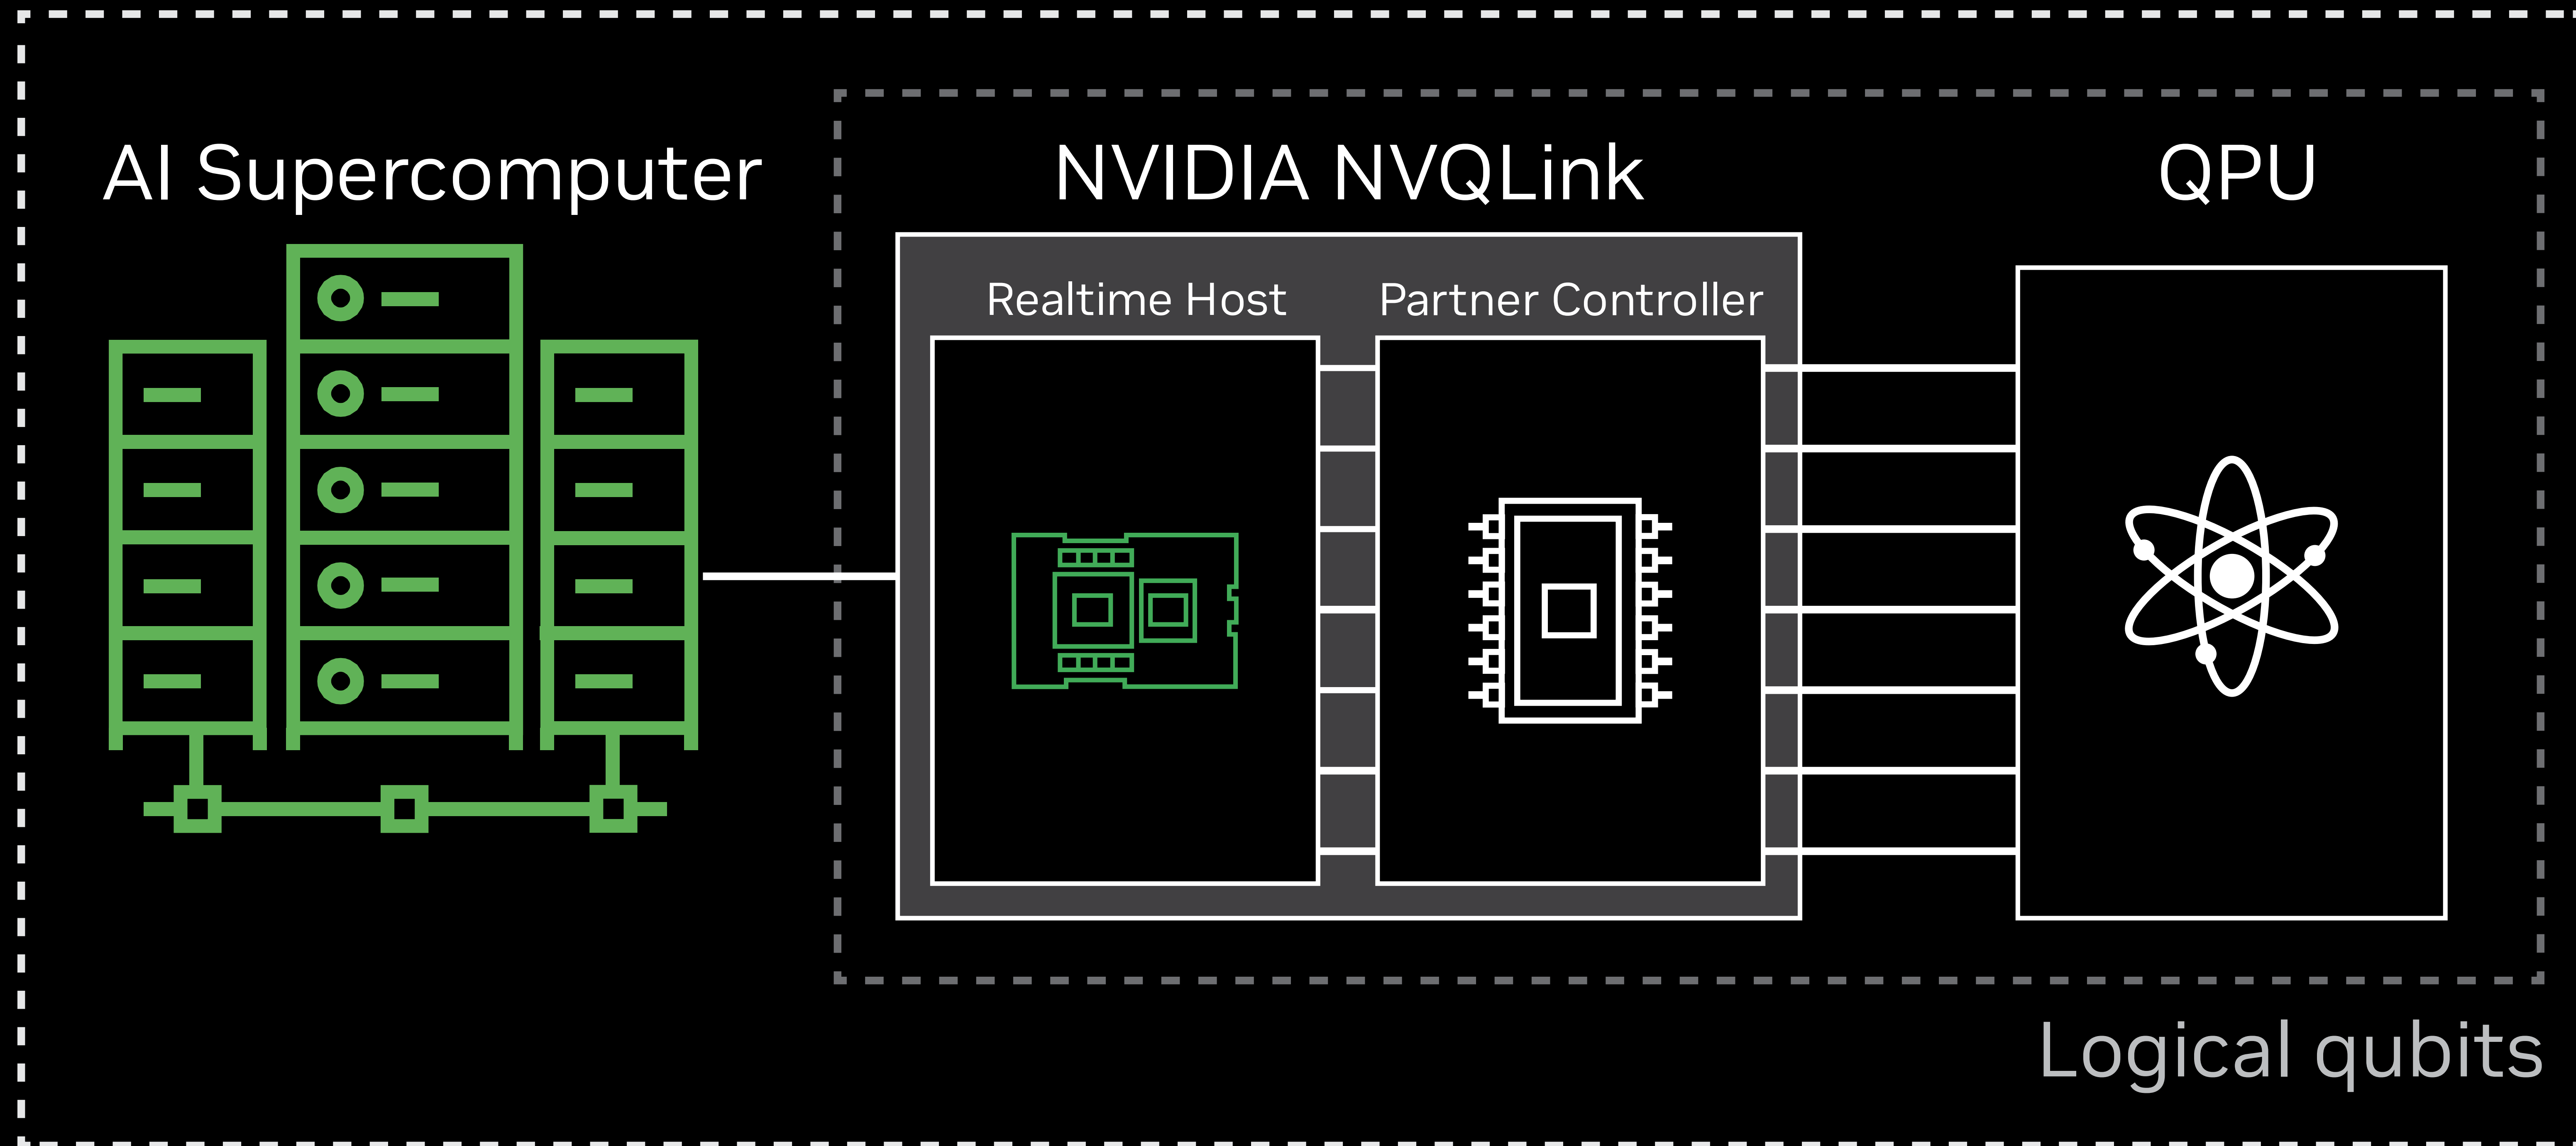 AI Supercomputer
NVIDIA NVQLink
QPU
Realtime Host
Partner Controller
Logical qubits